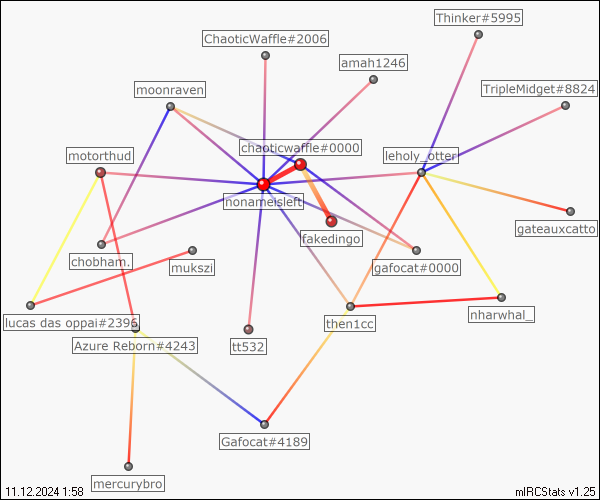 Thinker#5995
ChaoticWaffle#2006
amah1246
moonraven
TripleMidget#8824
chaoticwaffle#0000
motorthud
leholy_otter
nonameisleft
gateauxcatto
fakedingo
chobham.
mukszi
gafocat#0000
lucas das oppai#2396
then1cc
nharwhal_
Azure Reborn#4243
tt532
Gafocat#4189
mercurybro
11.12.2024 1:58
mIRCStats v1.25